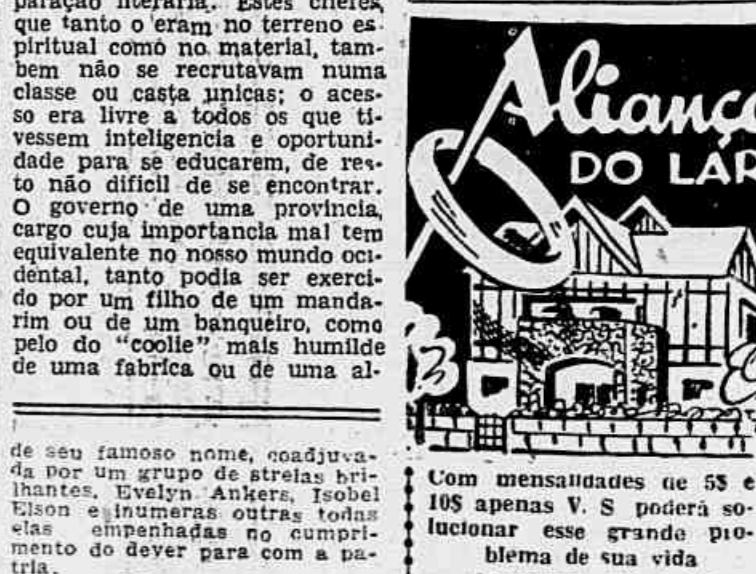 paração literaria. Estes chefes,
que tanto o eram no terreno es-
piritual como no material, tam-
bem não se recrutavam numa
classe ou casta unicas; o aces-
so era livre a todos os que ti-
vessem inteligencia e oportuni-
dade para se educarem, de res-
to não dificil de se encontrar.
O governo de uma provincia,
cargo cuja importancia mal tem
equivalente no nosso mundo oci-
dental, tanto podia ser exerci-
do por um filho de um manda-
rim ou de um banqueiro, como
pelo do “coolie” mais humilde
de uma fabrica ou de uma al-
de seu famoso nome, coadjuva-
da por um grupo de strelas bri-
lhantes, Evelyn Ankers, Isobel
Elson e inumeras outras todas
elas empenhadas no cumpri-
mento do dever para com a pa-
tria.
Aliança
DO LAR
Com mensalidades de 5$ e
10$ apenas V. S poderá so-
lucionar esse grande pro-
blema de sua vida